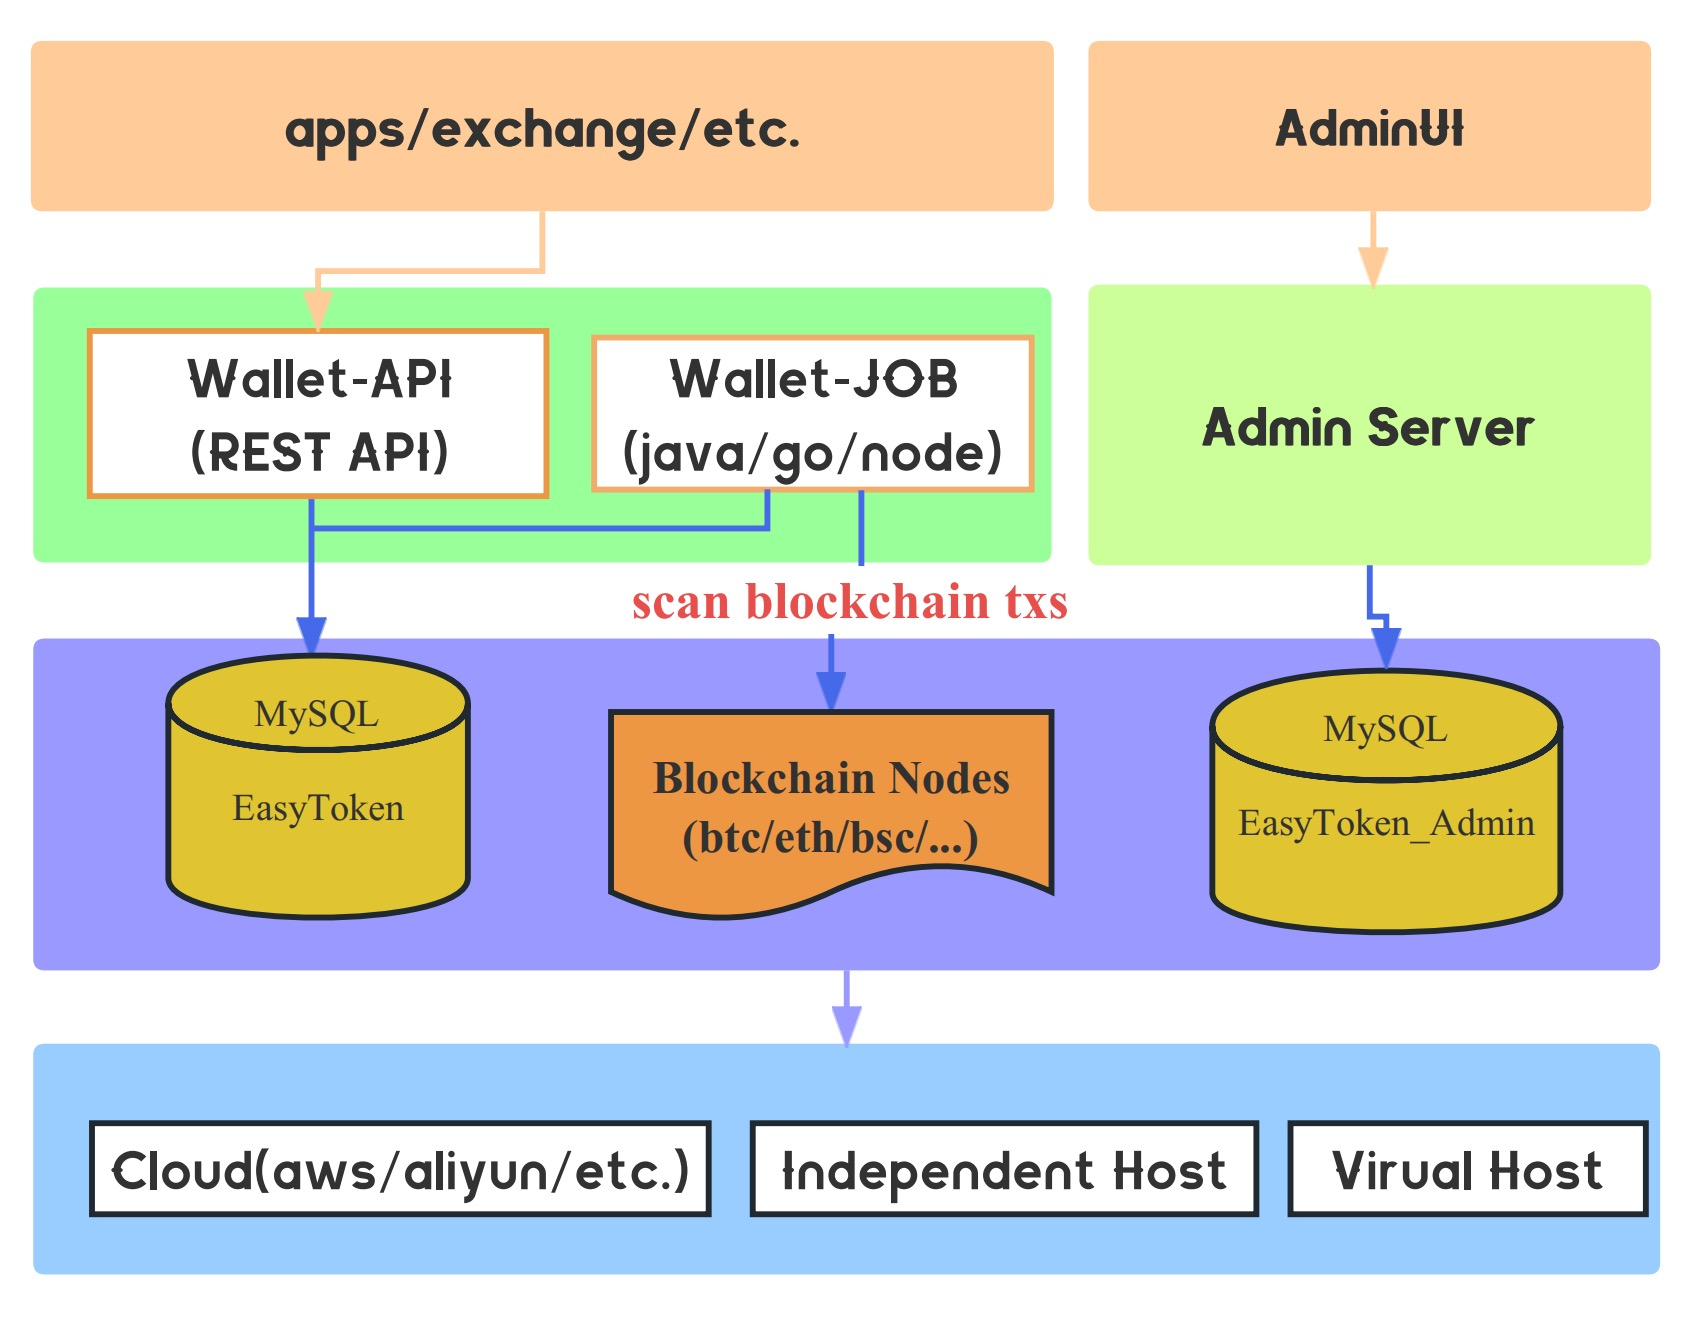 apps/exchange/etc.
AdminUI
Wallet-API
(REST API)
Wallet-JOB
(java/go/node)
Admin Server
scan blockchain txs
MySQL
EasyToken
Blockchain Nodes
(btc/eth/bsc/...)
MySQL
EasyToken_Admin
Cloud(aws/aliyun/etc.)
Independent Host
Virual Host